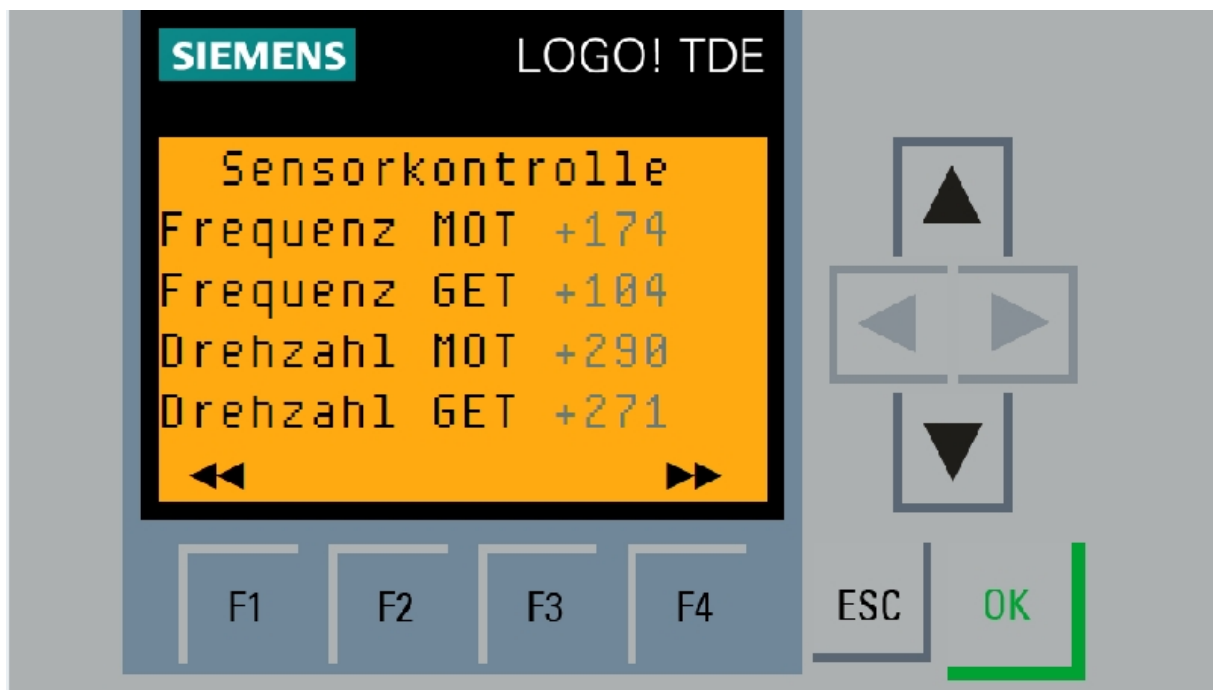 SIEMENS LOGO! TDE
Sensorkontrolle
Frequenz MOT +174
Frequenz GET +104
Drehzahl MOT +290
Drehzahl GET +271
F1 F2 F3 F4 ESC OK